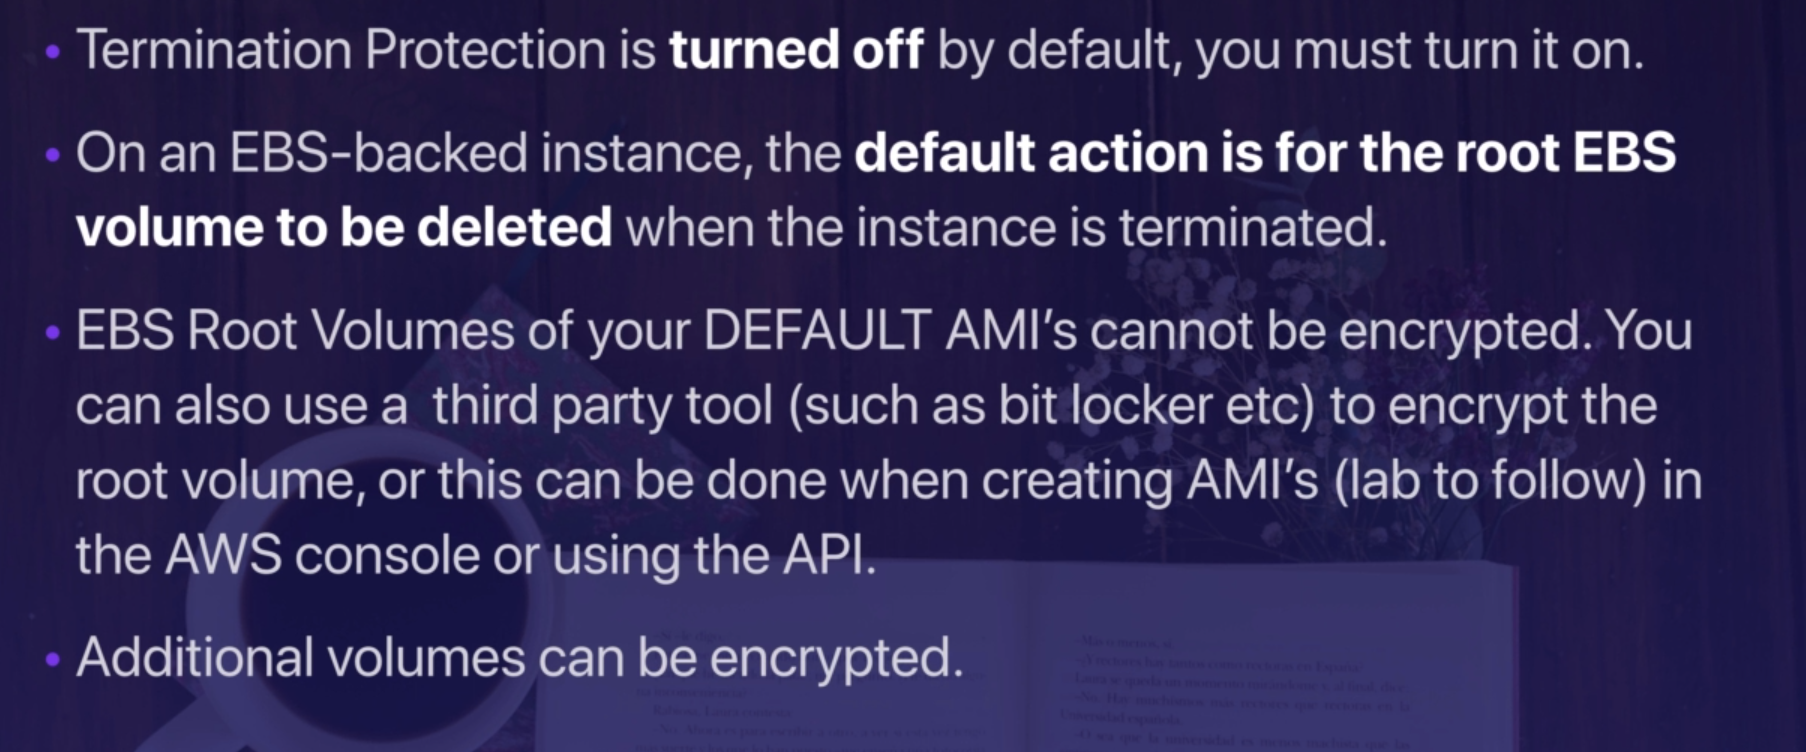 • Termination Protection is turned off by default, you must turn it on.
• On an EBS-backed instance, the default action is for the root EBS
volume to be deleted when the instance is terminated.
• EBS Root Volumes of your DEFAULT AMI's cannot be encrypted. You
can also use a third party tool (such as bit locker etc) to encrypt the
root volume, or this can be done when creating AMI's (lab to follow) in
the AWS console or using the API.
• Additional volumes can be encrypted.